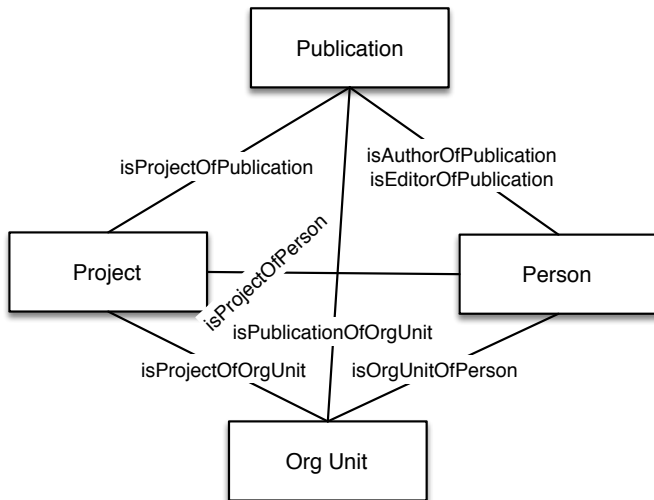 Publication
isProjectOfPublication
isAuthorOfPublication
isEditorOfPublication
isProjectOfPerson
Project
Person
isPublicationOfOrgUnit
isProjectOfOrgUnit
isOrgUnitOfPerson
Org Unit